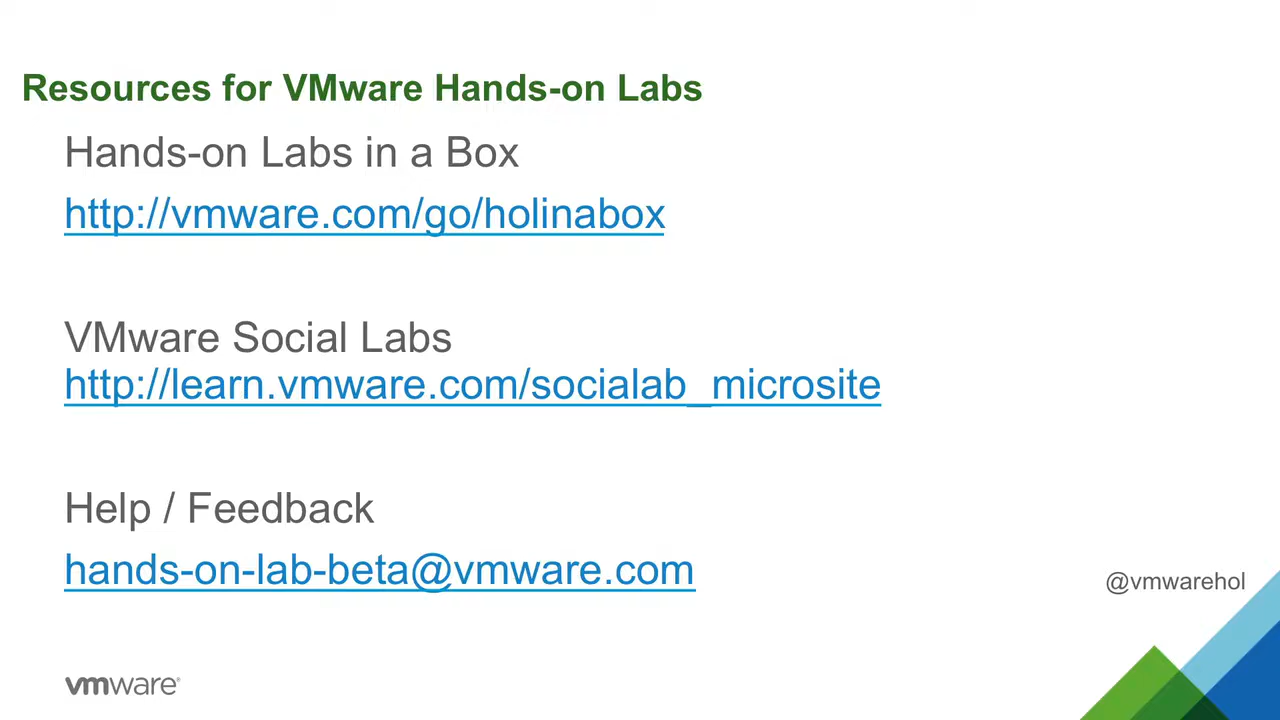 Resources for VMware Hands-on Labs
Hands-on Labs in a Box
http://vmware.com/go/holinabox
VMware Social Labs
http://learn.vmware.com/socialab_microsite
Help / Feedback
hands-on-lab-beta@vmware.com
@vmwarehol
vmware®